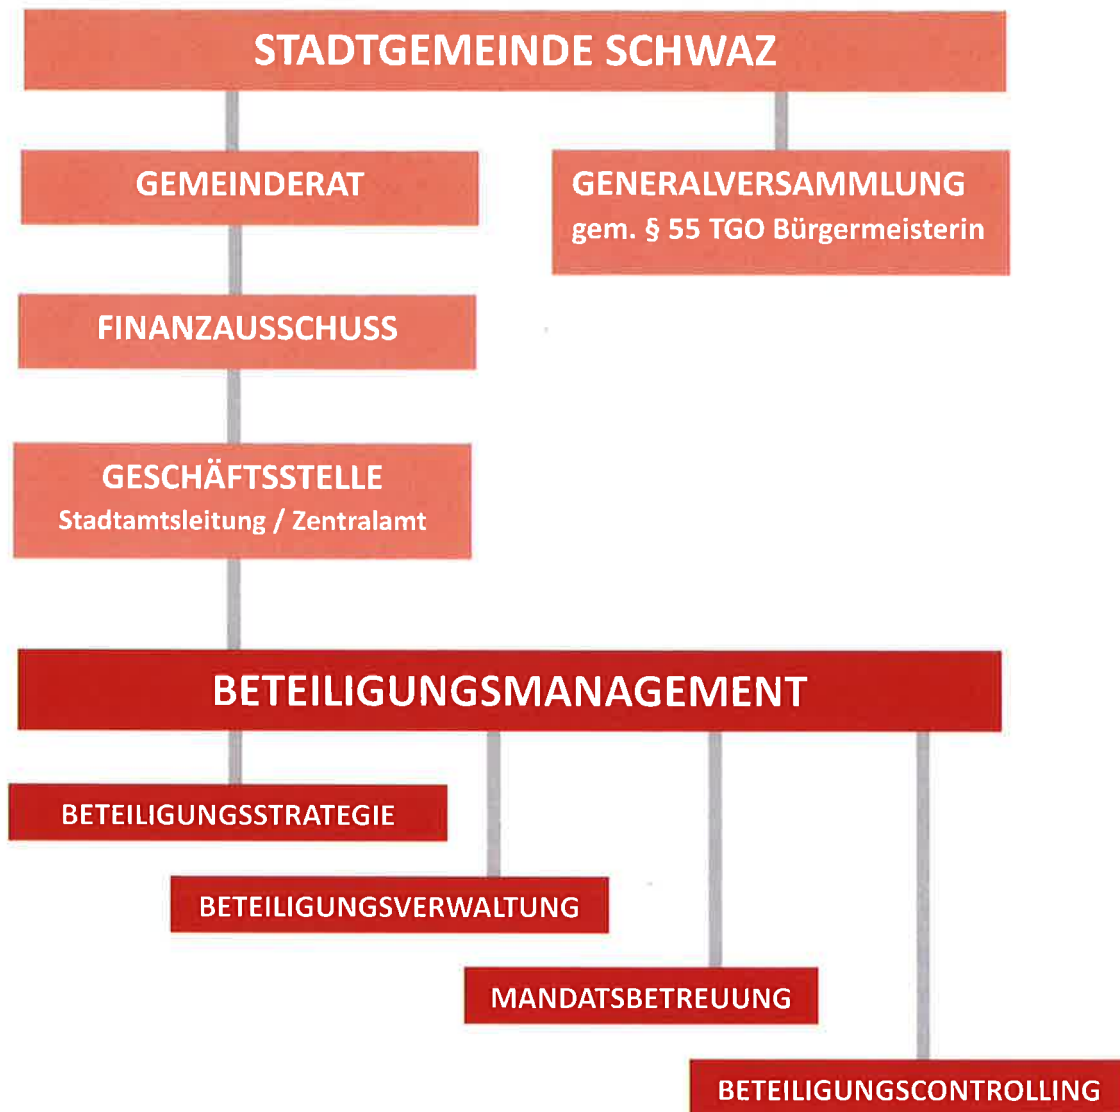 STADTGEMEINDE SCHWAZ
GEMEINDERAT
GENERALVERSAMMLUNG
gem. § 55 TGO Bürgermeisterin
FINANZAUSSCHUSS
GESCHÄFTSSTELLE
Stadtamtsleitung / Zentralamt
BETEILIGUNGSMANAGEMENT
BETEILIGUNGSSTRATEGIE
BETEILIGUNGSVERWALTUNG
MANDATSBETREUUNG
BETEILIGUNGSCONTROLLING